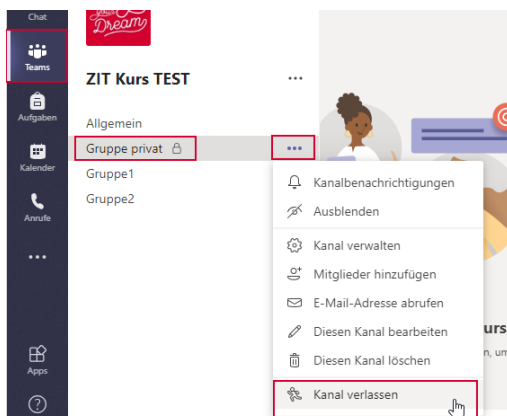 Chat
Teams
Aufgaben
Kalender
Anrufe
Apps
Dream
ZIT Kurs TEST
Allgemein
Gruppe privat
Gruppe1
Gruppe2
Kanalbenachrichtigungen
Ausblenden
Kanal verwalten
Mitglieder hinzufügen
E-Mail-Adresse abrufen
Diesen Kanal bearbeiten
Diesen Kanal löschen
Kanal verlassen
urs
n, um